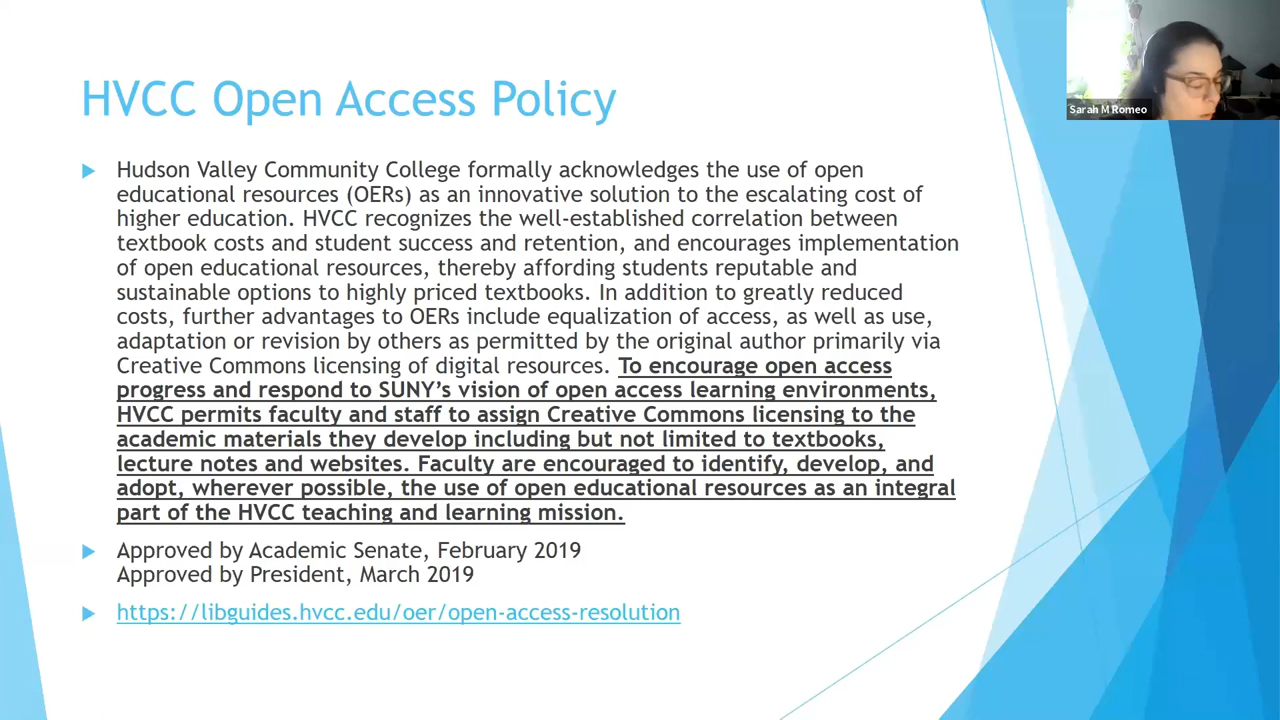 HVCC Open Access Policy
Sarah M Romeo
Hudson Valley Community College formally acknowledges the use of open
educational resources (OERs) as an innovative solution to the escalating cost of
higher education. HVCC recognizes the well-established correlation between
textbook costs and student success and retention, and encourages implementation
of open educational resources, thereby affording students reputable and
sustainable options to highly priced textbooks. In addition to greatly reduced
costs, further advantages to OERs include equalization of access, as well as use,
adaptation or revision by others as permitted by the original author primarily via
Creative Commons licensing of digital resources. To encourage open access
progress and respond to SUNY’s vision of open access learning environments,
HVCC permits faculty and staff to assign Creative Commons licensing to the
academic materials they develop including but not limited to textbooks,
lecture notes and websites. Faculty are encouraged to identify, develop, and
adopt, wherever possible, the use of open educational resources as an integral
part of the HVCC teaching and learning mission.
Approved by Academic Senate, February 2019
Approved by President, March 2019
https://libguides.hvcc.edu/oer/open-access-resolution